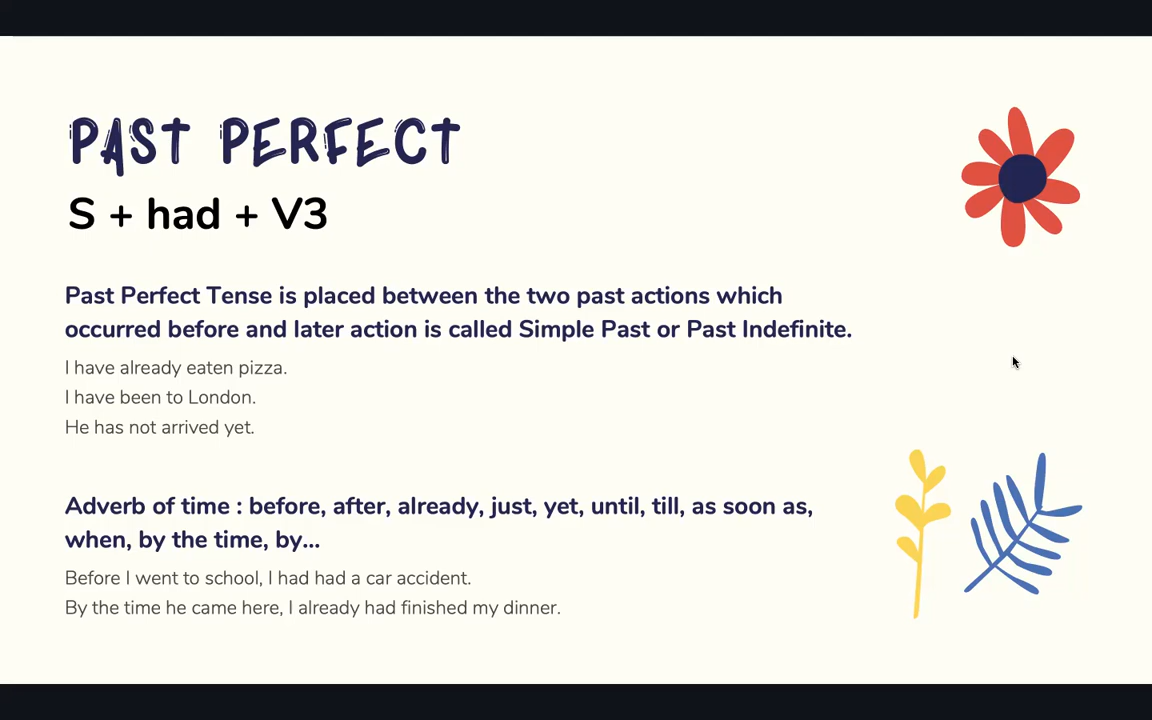 PAST PERFECT
S + had + V3
Past Perfect Tense is placed between the two past actions which
occurred before and later action is called Simple Past or Past Indefinite.
I have already eaten pizza.
I have been to London.
He has not arrived yet.
Adverb of time : before, after, already, just, yet, until, till, as soon as,
when, by the time, by...
Before I went to school, I had had a car accident.
By the time he came here, I already had finished my dinner.